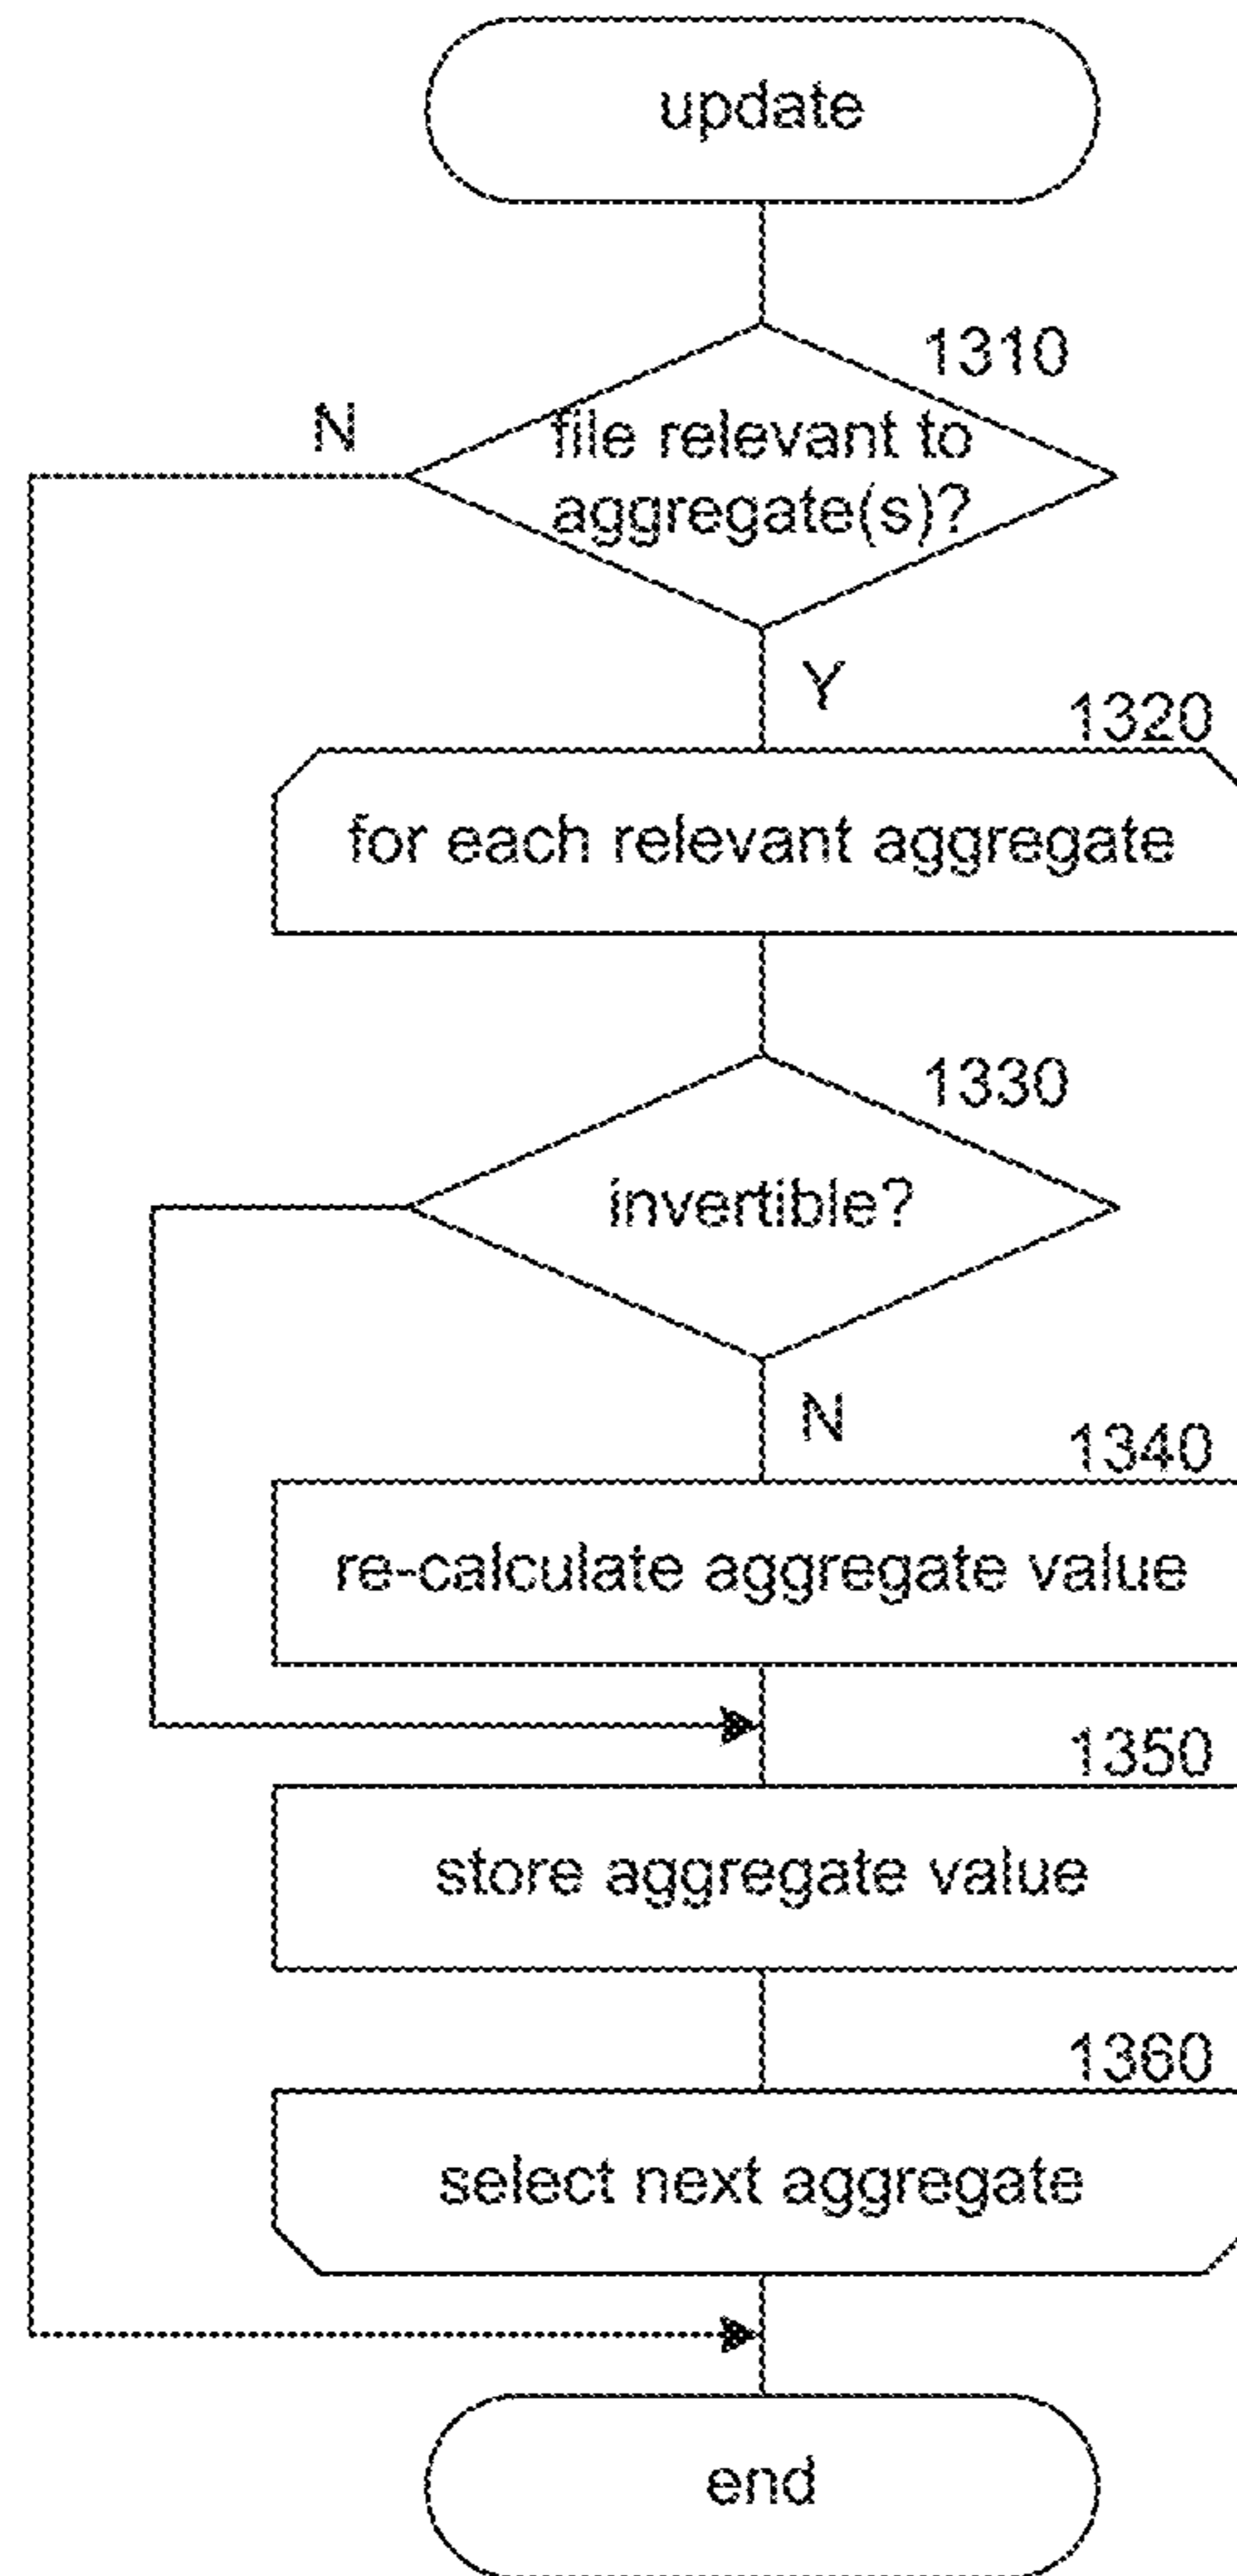 update
1310
N
file relevant to
aggregate(s)?
Y
1320
for each relevant aggregate
1330
invertible?
N
1340
re-calculate aggregate value
1350
store aggregate value
1360
select next aggregate
end